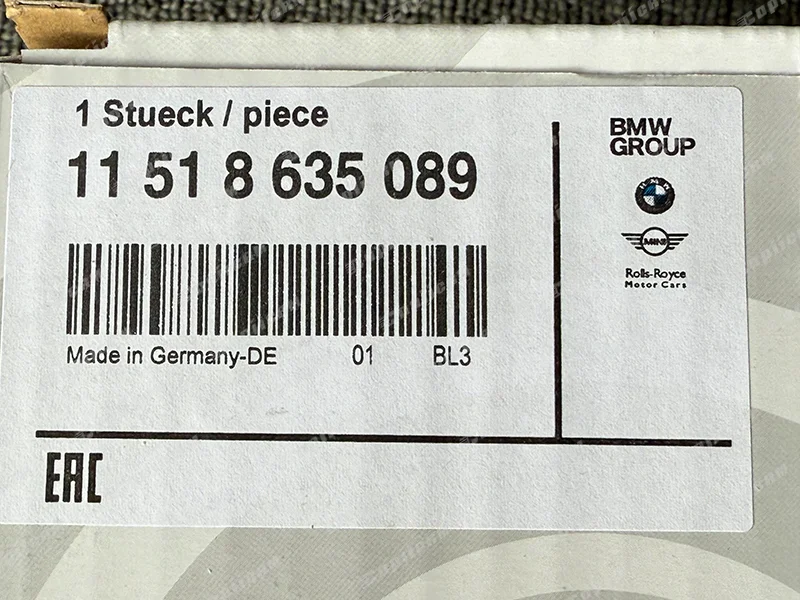 1 Stueck / piece
11 51 8 635 089
Made in Germany-DE 01 BL3
BMW
GROUP
BMW
MINI
Rolls-Royce
Motor Cars
EAC